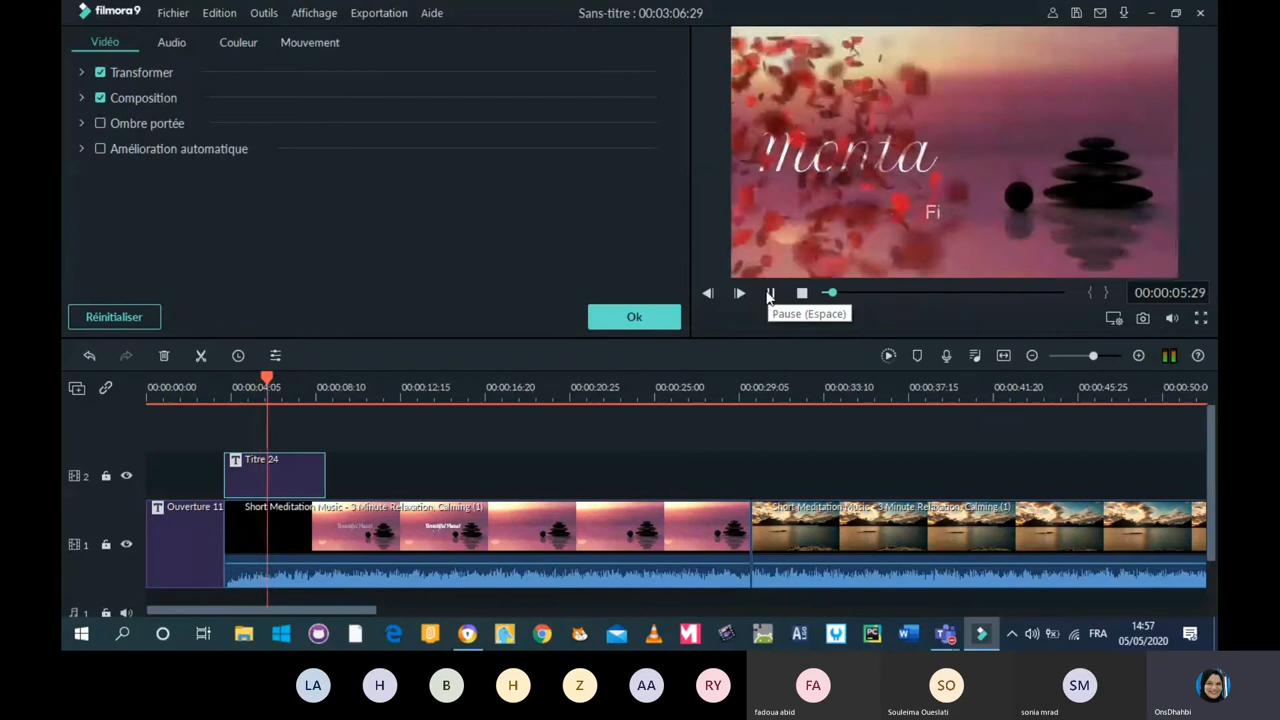 filmora9 Fichier Edition Outils Affichage Exportation Aide Sans-titre : 00:03:06:29
Vidéo Audio Couleur Mouvement
Transformer
Composition
Ombre portée
Amélioration automatique
Réinitialiser Ok
Monta
Fi
00:00:05:29
Pause (Espace)
00:00:00:00 00:00:04:05 00:00:08:10 00:00:12:15 00:00:16:20 00:00:20:25 00:00:25:00 00:00:29:05 00:00:33:10 00:00:37:15 00:00:41:20 00:00:45:25 00:00:50:0
2
T Titre 24
1
T Ouverture 11 Short Meditation Music - 3 Minute Relaxation, Calming (1) Short Meditation Music - 3 Minute Relaxation, Calming (1)
Beautiful Planet
1
FRA 14:57
05/05/2020
LA H B H Z AA RY FA SO SM
fadoua abid Souleima Oueslati sonia mrad OnsDhahbi